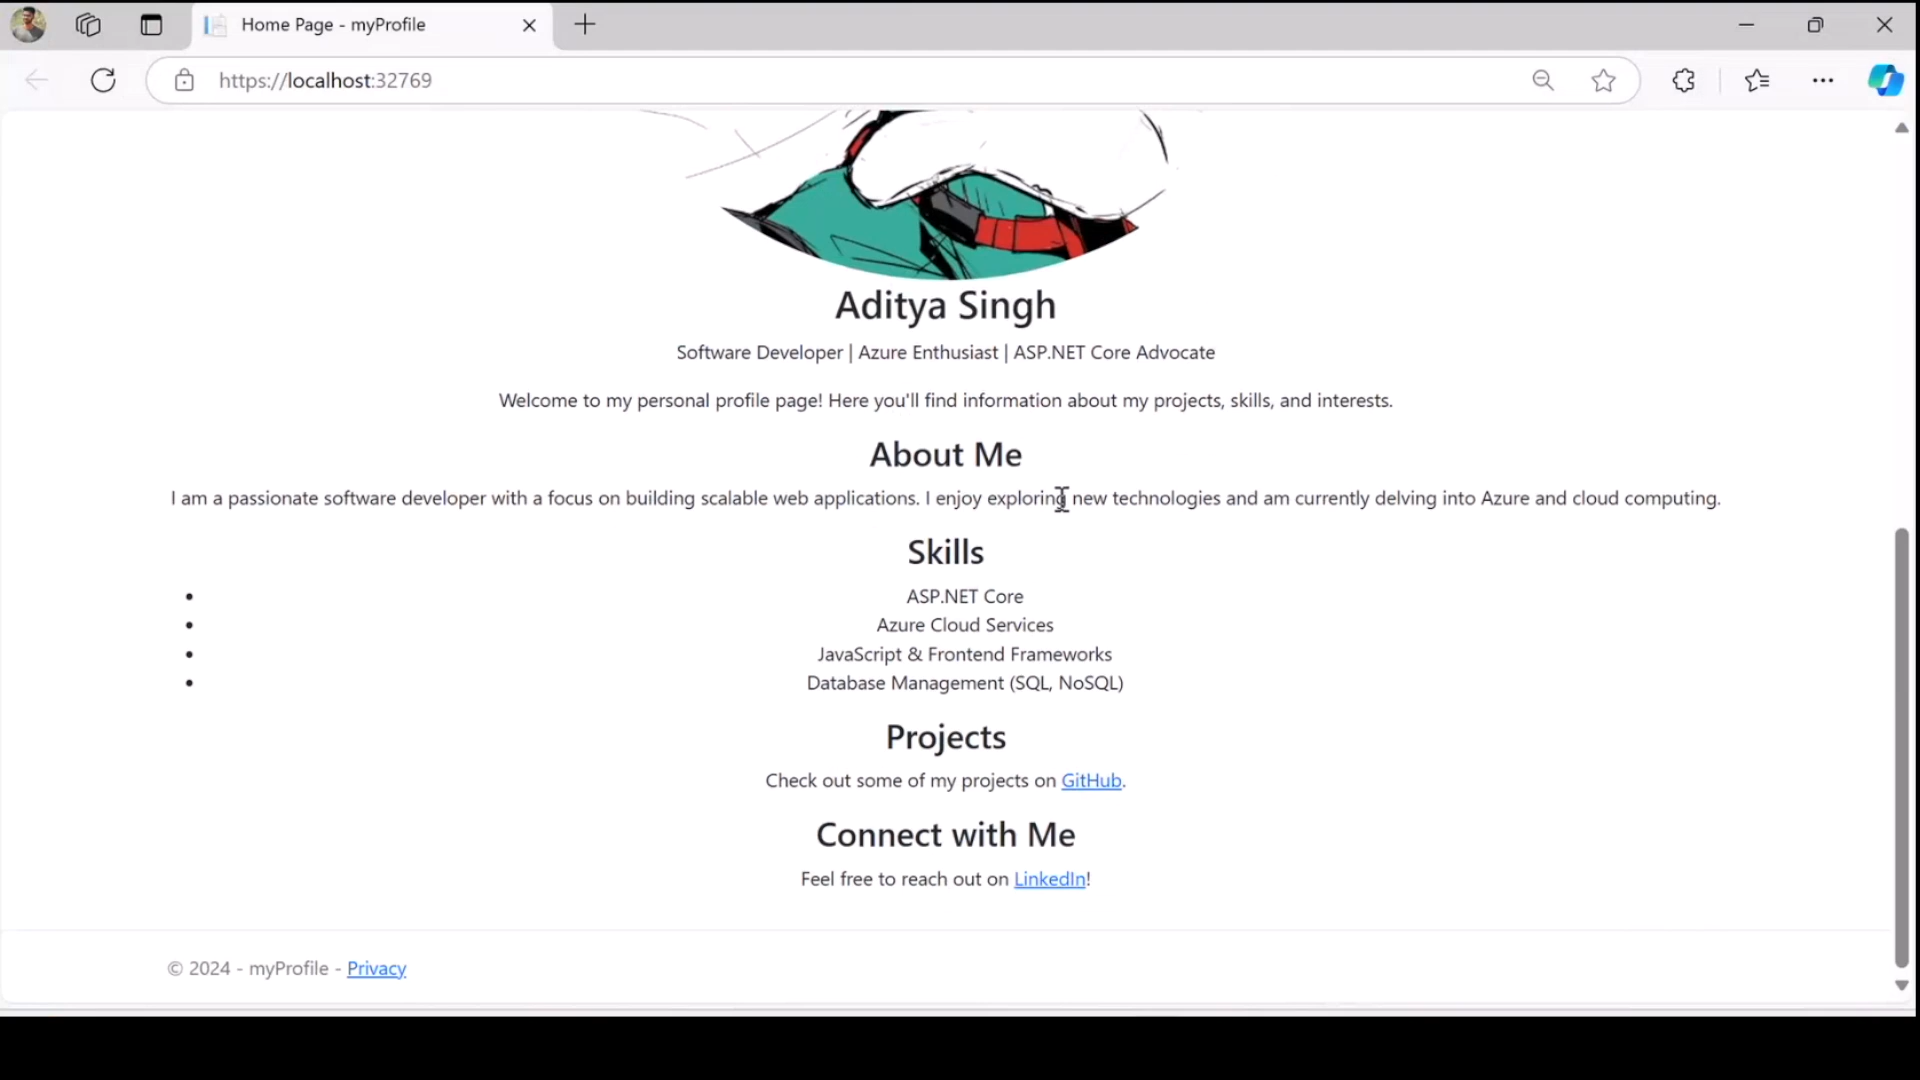 Home Page - myProfile
https://localhost:32769
Aditya Singh
Software Developer | Azure Enthusiast | ASP.NET Core Advocate
Welcome to my personal profile page! Here you'll find information about my projects, skills, and interests.
About Me
I am a passionate software developer with a focus on building scalable web applications. I enjoy exploring new technologies and am currently delving into Azure and cloud computing.
Skills
• ASP.NET Core
• Azure Cloud Services
• JavaScript & Frontend Frameworks
• Database Management (SQL, NoSQL)
Projects
Check out some of my projects on GitHub.
Connect with Me
Feel free to reach out on LinkedIn!
© 2024 - myProfile - Privacy